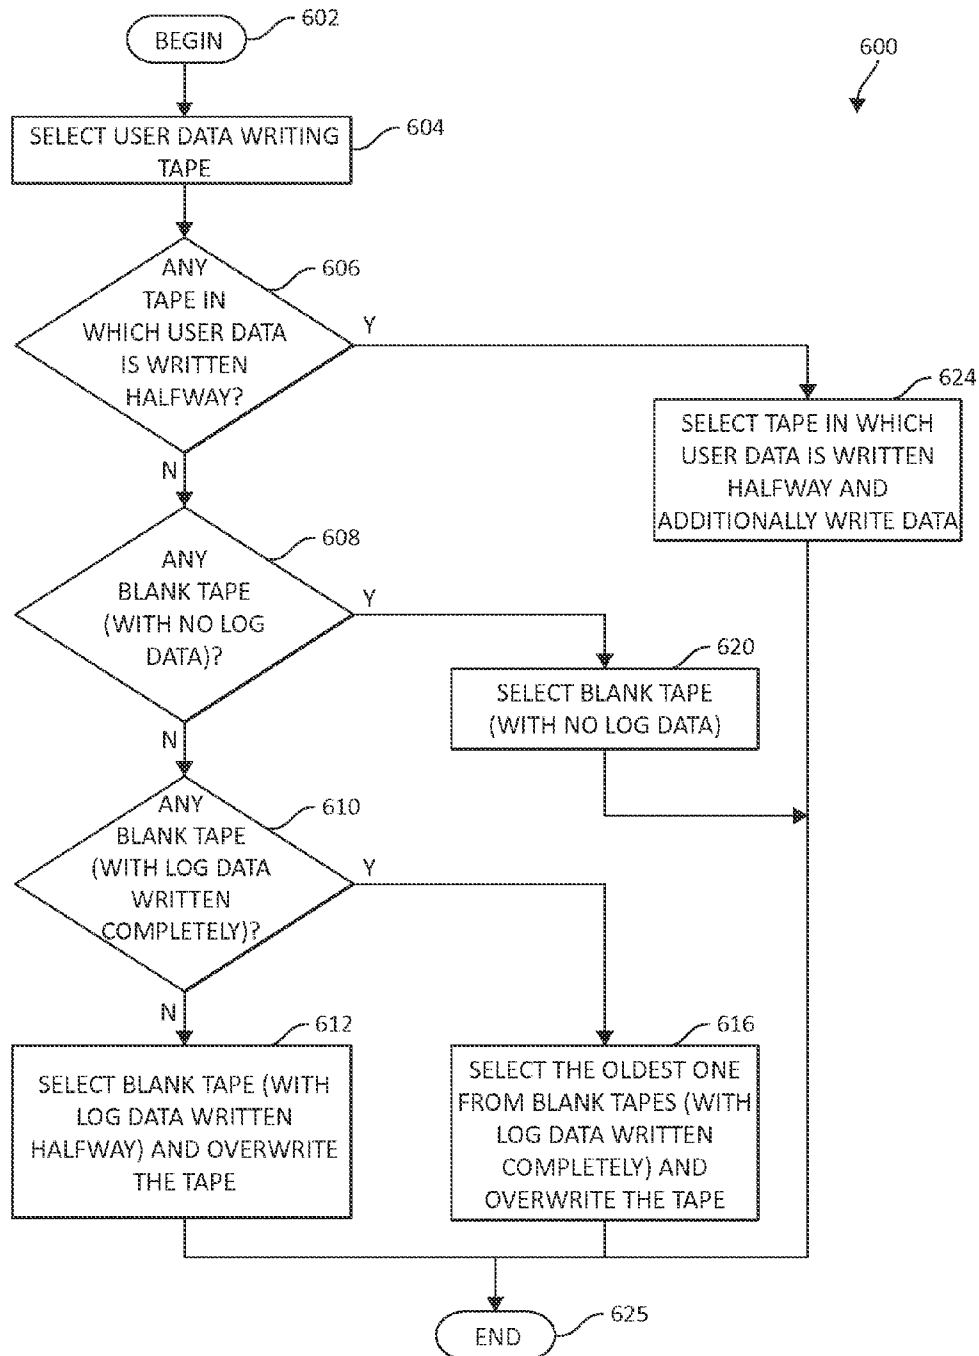 602
BEGIN
600
604
SELECT USER DATA WRITING
TAPE
606
ANY
TAPE IN
WHICH USER DATA
IS WRITTEN
HALFWAY?
Y
N
624
SELECT TAPE IN WHICH
USER DATA IS WRITTEN
HALFWAY AND
ADDITIONALLY WRITE DATA
608
ANY
BLANK TAPE
(WITH NO LOG
DATA)?
Y
N
620
SELECT BLANK TAPE
(WITH NO LOG DATA)
610
ANY
BLANK TAPE
(WITH LOG DATA
WRITTEN
COMPLETELY)?
Y
N
612
SELECT BLANK TAPE (WITH
LOG DATA WRITTEN
HALFWAY) AND OVERWRITE
THE TAPE
616
SELECT THE OLDEST ONE
FROM BLANK TAPES (WITH
LOG DATA WRITTEN
COMPLETELY) AND
OVERWRITE THE TAPE
625
END